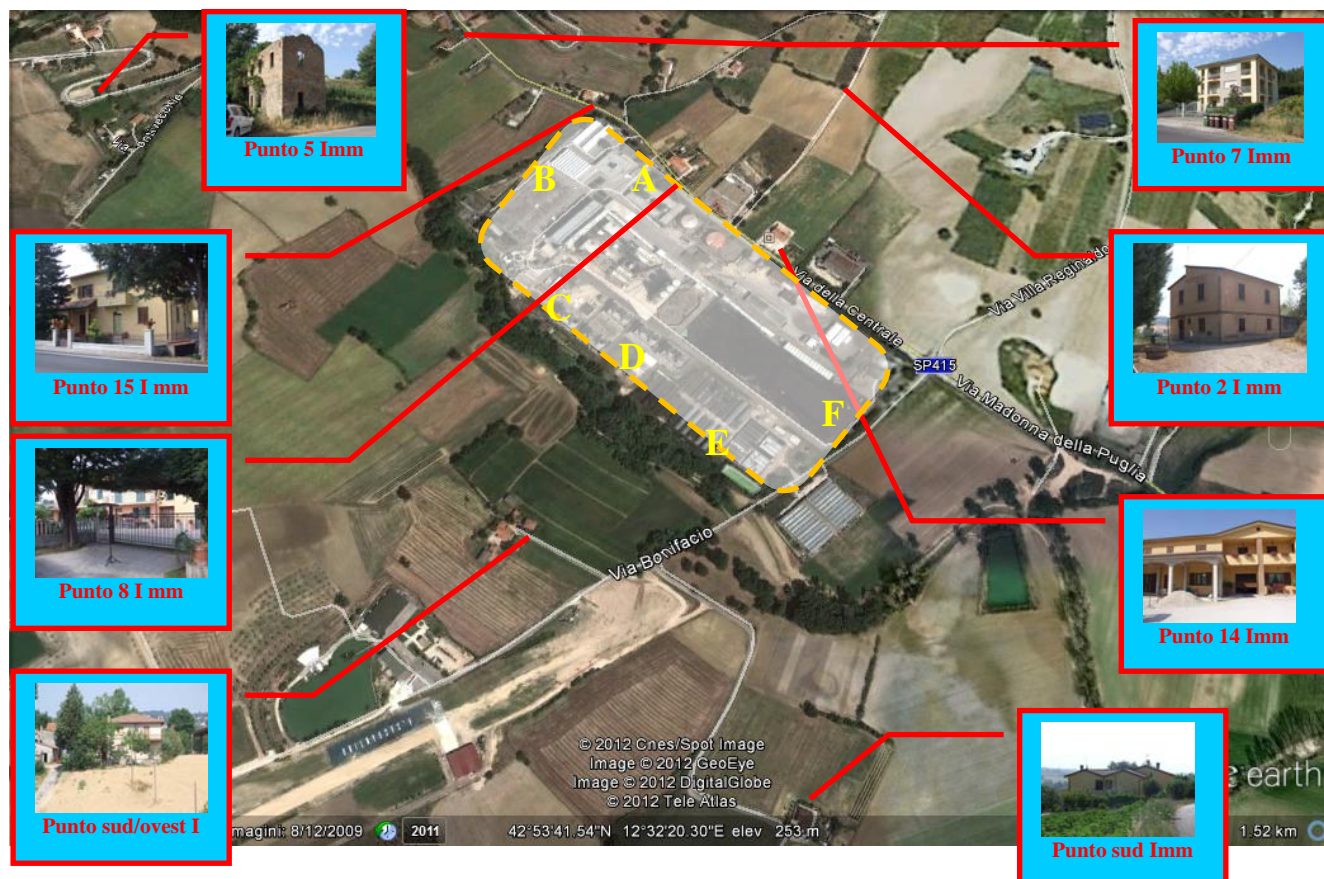 Punto 5 Imm
Punto 7 Imm
B
A
Punto 15 I mm
Via della Centrale
Via Villa Reginaldo
SP415
Via Madonna della Puglia
Punto 2 I mm
C
D
E
F
Punto 8 I mm
Via Bonifacio
Punto 14 Imm
Punto sud/ovest I
© 2012 Cnes/Spot Image
Image © 2012 GeoEye
Image © 2012 DigitalGlobe
© 2012 Tele Atlas
earth
Punto sud Imm
magini: 8/12/2009
2011
42°53'41.54"N 12°32'20.30"E elev 253 m
1.52 km